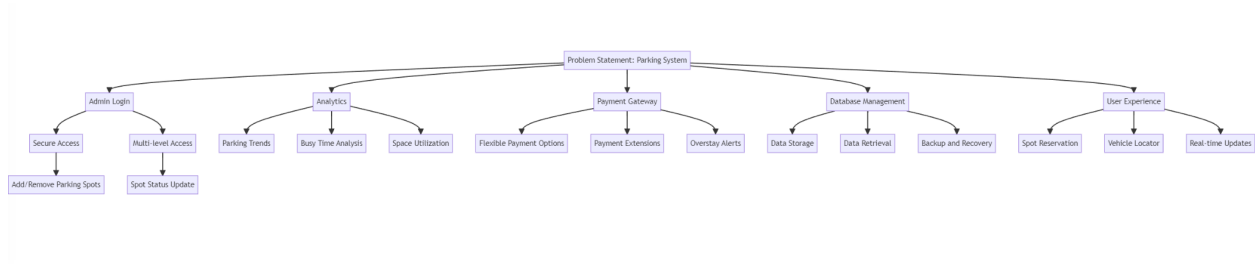 Problem Statement: Parking System
Admin Login
Analytics
Payment Gateway
Database Management
User Experience
Secure Access
Multi-level Access
Parking Trends
Busy Time Analysis
Space Utilization
Flexible Payment Options
Payment Extensions
Overstay Alerts
Data Storage
Data Retrieval
Backup and Recovery
Spot Reservation
Vehicle Locator
Real-time Updates
Add/Remove Parking Spots
Spot Status Update